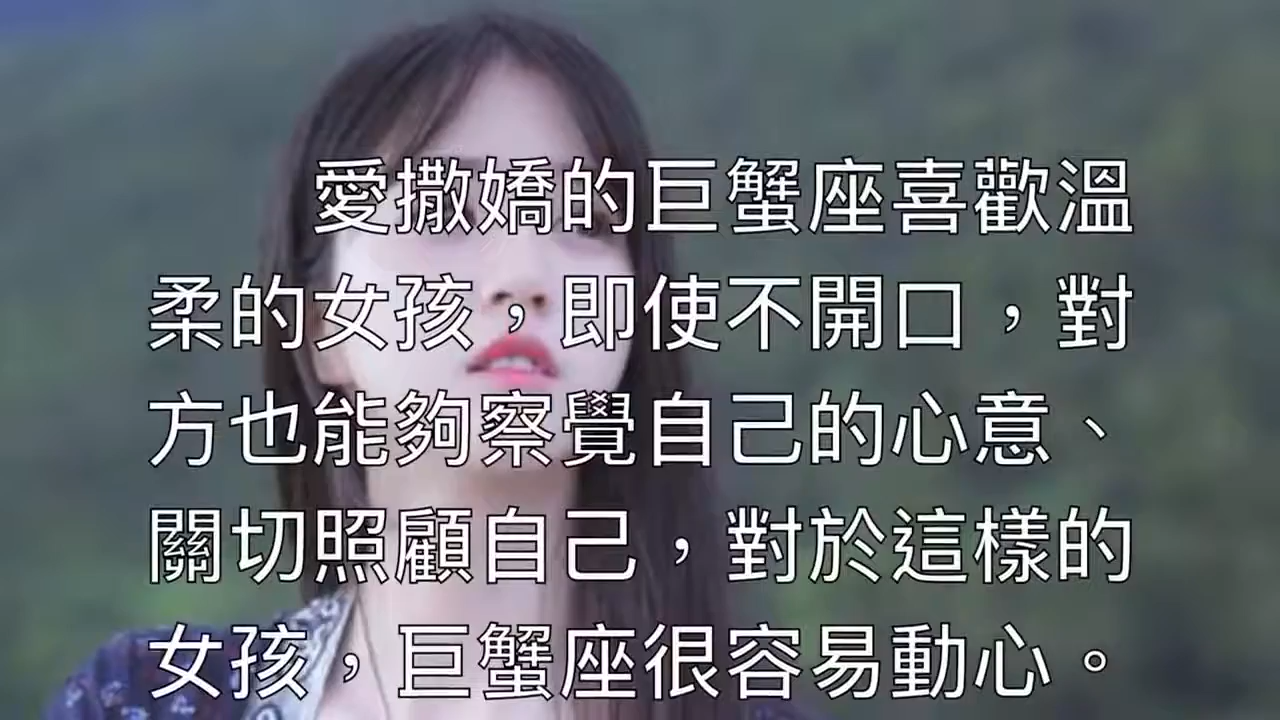 愛撒嬌的巨蟹座喜歡溫
柔的女孩，即使不開口，對
方也能夠察覺自己的心意、
關切照顧自己，對於這樣的
女孩，巨蟹座很容易動心。